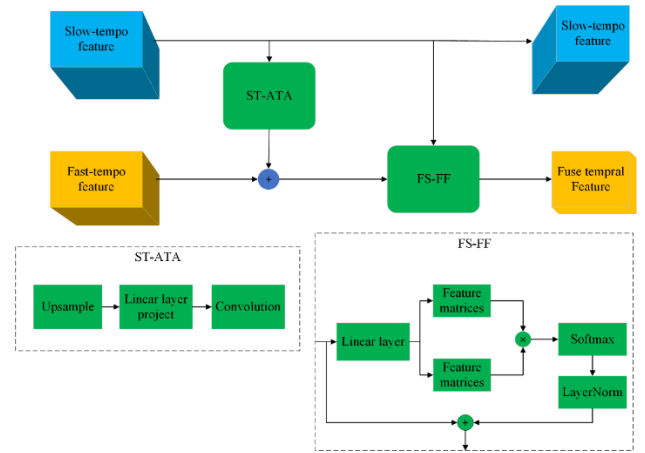 Slow-tempo
feature
Slow-tempo
feature
ST-ATA
Fast-tempo
feature
+
FS-FF
Fuse tempral
Feature
ST-ATA
Upsample
Linear layer
project
Convolution
FS-FF
Linear layer
Feature
matrices
Feature
matrices
×
Softmax
LayerNorm
+